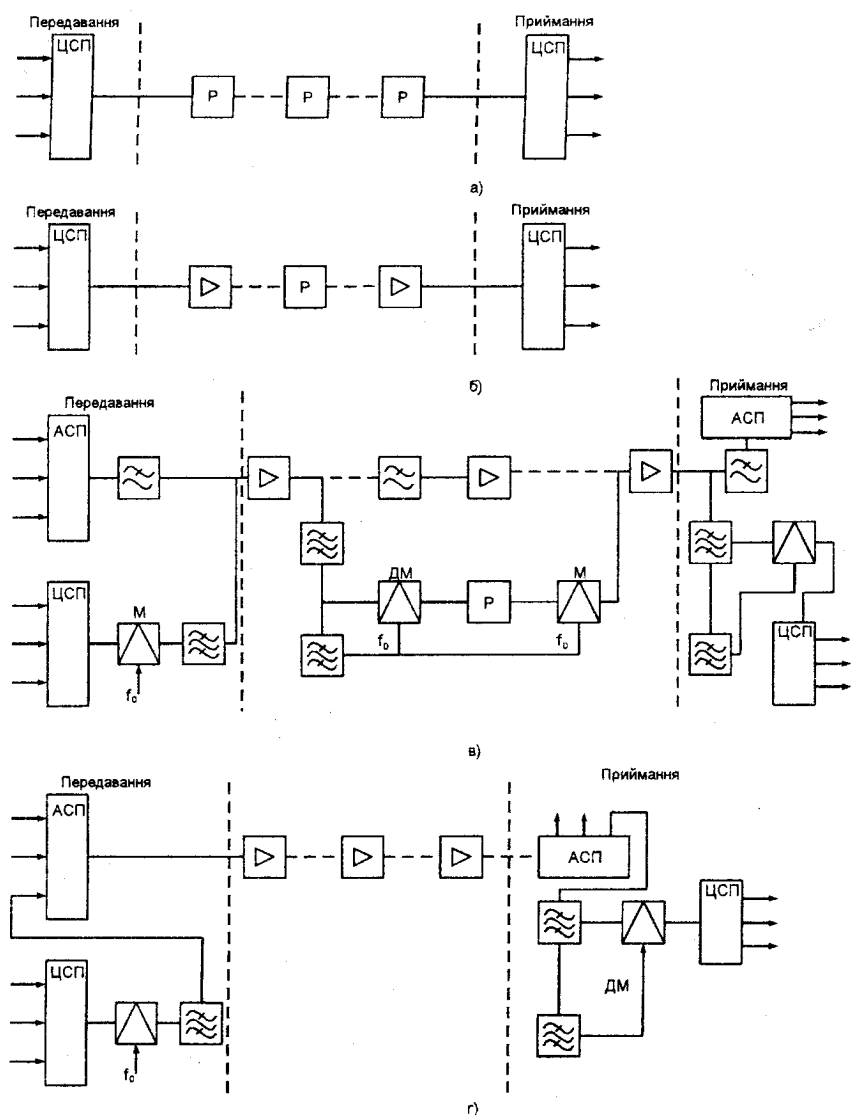 Передавання
Приймання
ЦСП
ЦСП
Р
Р
Р
а)
Передавання
Приймання
ЦСП
ЦСП
Р
б)
Передавання
Приймання
АСП
АСП
ДМ
М
Р
ЦСП
М
f₀
f₀
f₀
ЦСП
в)
Передавання
Приймання
АСП
АСП
ЦСП
ЦСП
ДМ
f₀
г)